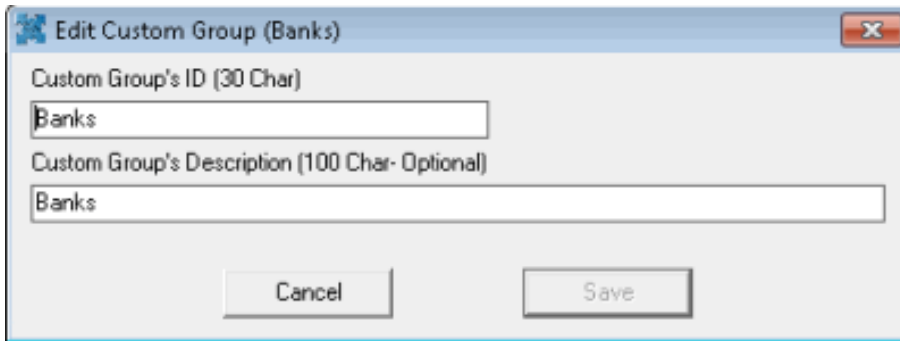 Edit Custom Group (Banks)
Custom Group's ID (30 Char)
Banks
Custom Group's Description (100 Char- Optional)
Banks
Cancel Save